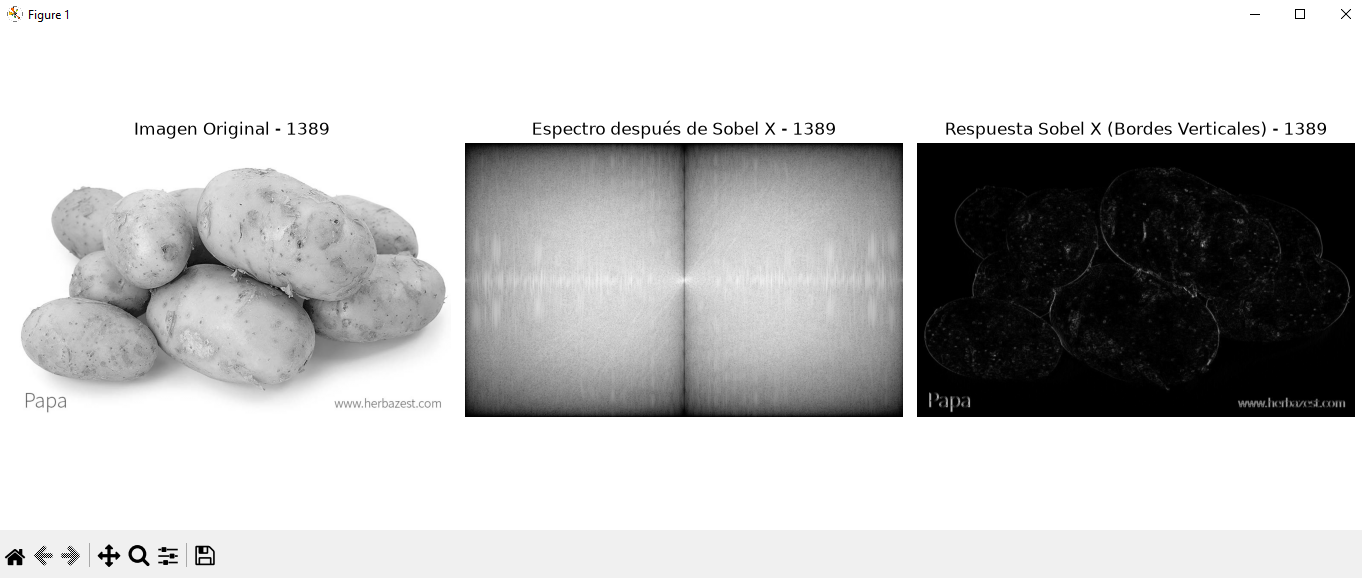 Figure 1
Imagen Original - 1389
Espectro después de Sobel X - 1389
Respuesta Sobel X (Bordes Verticales) - 1389
Papa
www.herbazest.com
Papa
www.herbazest.com